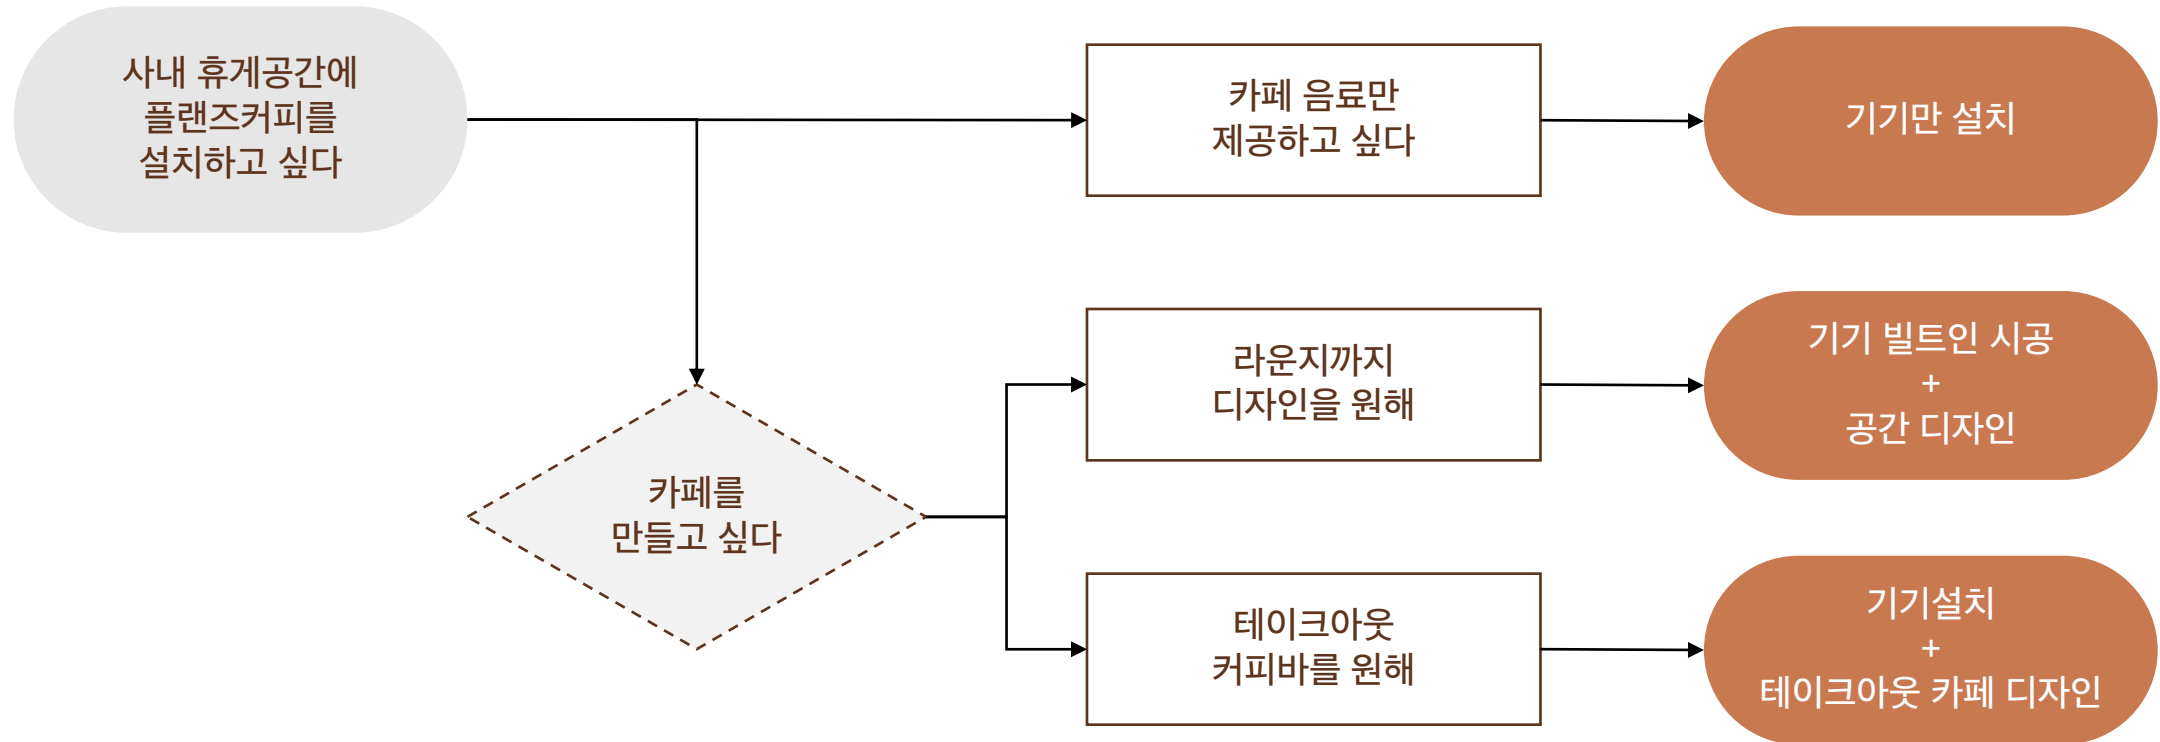 사내 휴게공간에
플랜즈커피를
설치하고 싶다
카페 음료만
제공하고 싶다
기기만 설치
카페를
만들고 싶다
라운지까지
디자인을 원해
기기 빌트인 시공
+
공간 디자인
테이크아웃
커피바를 원해
기기설치
+
테이크아웃 카페 디자인